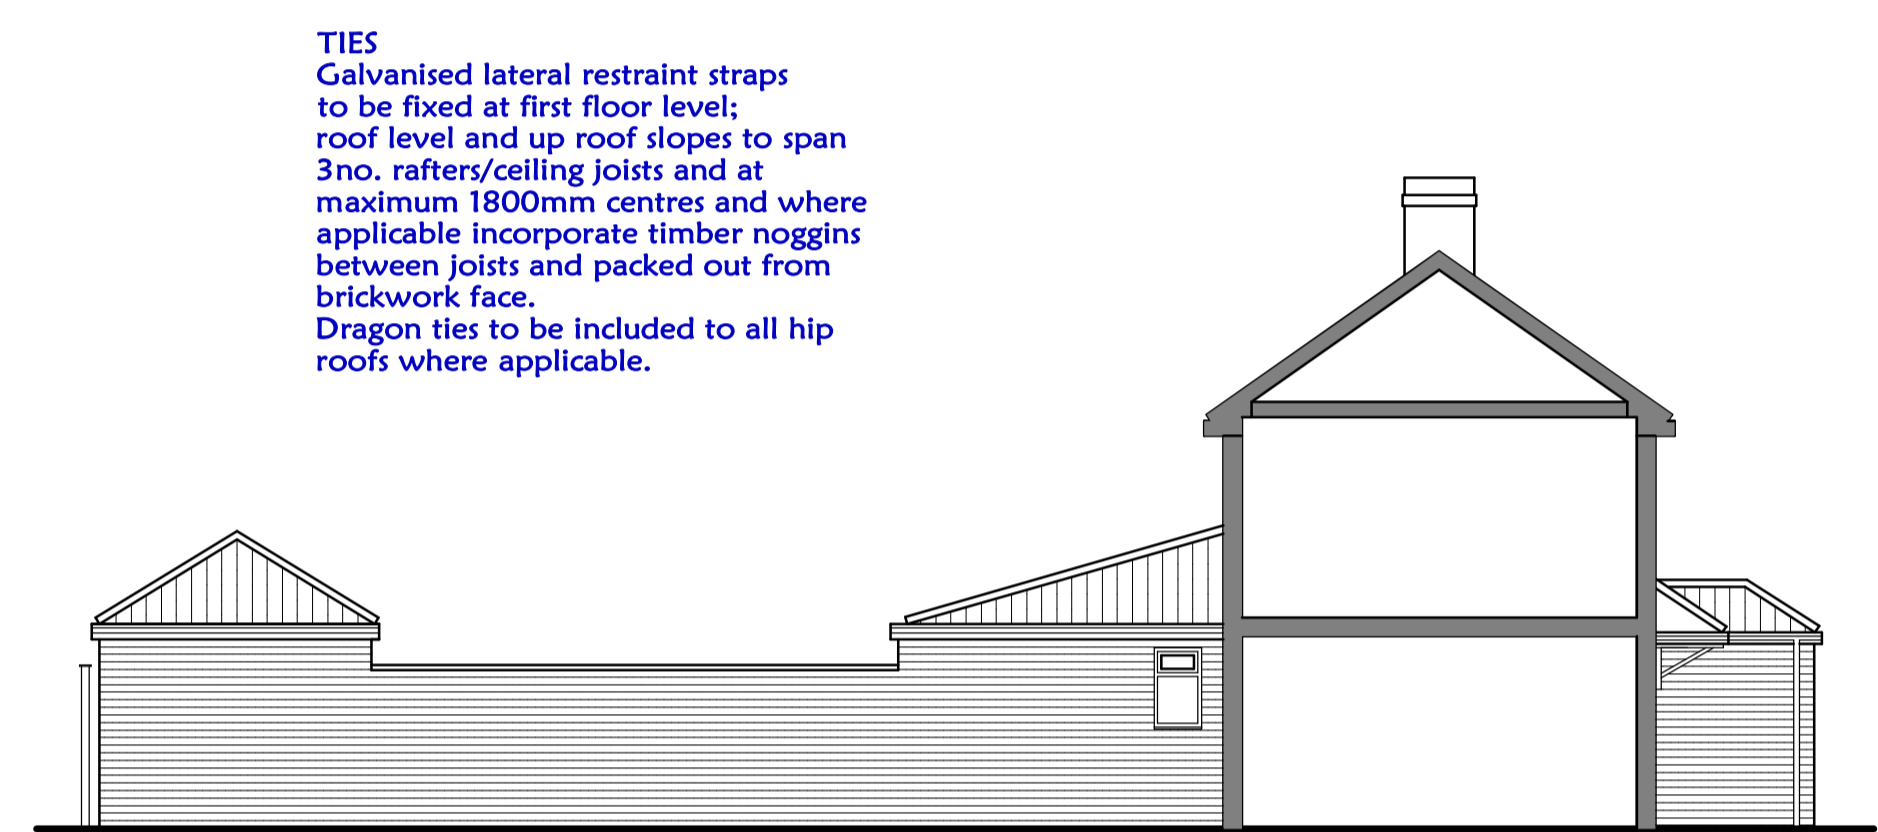 TIES
Galvanised lateral restraint straps
to be fixed at first floor level;
roof level and up roof slopes to span
3no. rafters/ceiling joists and at
maximum 1800mm centres and where
applicable incorporate timber noggins
between joists and packed out from
brickwork face.
Dragon ties to be included to all hip
roofs where applicable.